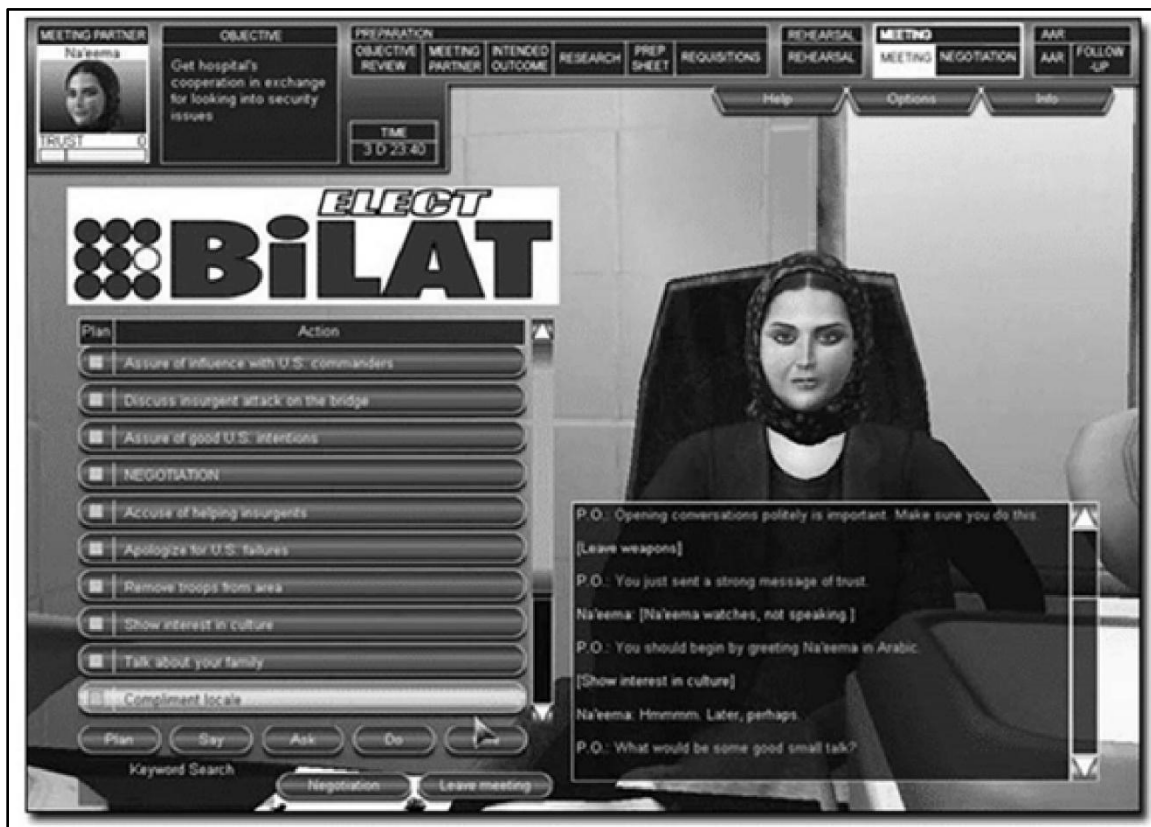 MEETING PARTNER
Na'eema
TRUST 0
OBJECTIVE
Get hospital's
cooperation in exchange
for looking into security
issues
PREPARATION
OBJECTIVE REVIEW
MEETING PARTNER
INTENDED OUTCOME
RESEARCH
PREP SHEET
REQUISITIONS
REHEARSAL
REHEARSAL
MEETING
MEETING
NEGOTIATION
AAR
AAR
FOLLOW -UP
TIME
3 D 23:40
Help
Options
Info
ELECT
BiLAT
Plan Action
Assure of influence with U.S. commanders
Discuss insurgent attack on the bridge
Assure of good U.S. intentions
NEGOTIATION
Accuse of helping insurgents
Apologize for U.S. failures
Remove troops from area
Show interest in culture
Talk about your family
Compliment locale
Plan Say Ask Do
Keyword Search
Negotiation Leave meeting
P.O.: Opening conversations politely is important. Make sure you do this.
[Leave weapons]
P.O.: You just sent a strong message of trust.
Na'eema: [Na'eema watches, not speaking.]
P.O.: You should begin by greeting Na'eema in Arabic.
[Show interest in culture]
Na'eema: Hmmmm. Later, perhaps.
P.O.: What would be some good small talk?